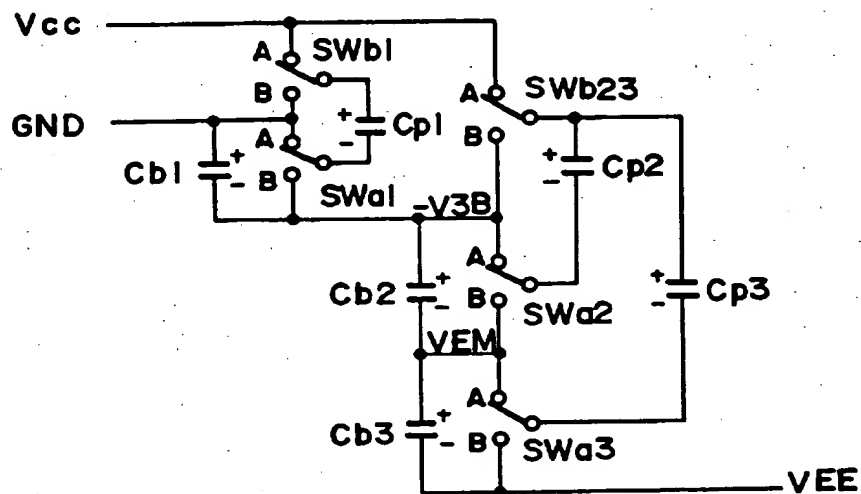 Vcc
A
SWb1
B
A
SWb23
GND
A
+
-
Cp1
B
Cb1
+
-
B
SWa1
+
-
Cp2
-V3B
Cb2
+
-
A
B
SWa2
+
-
Cp3
VEM
Cb3
+
-
A
B
SWa3
VEE